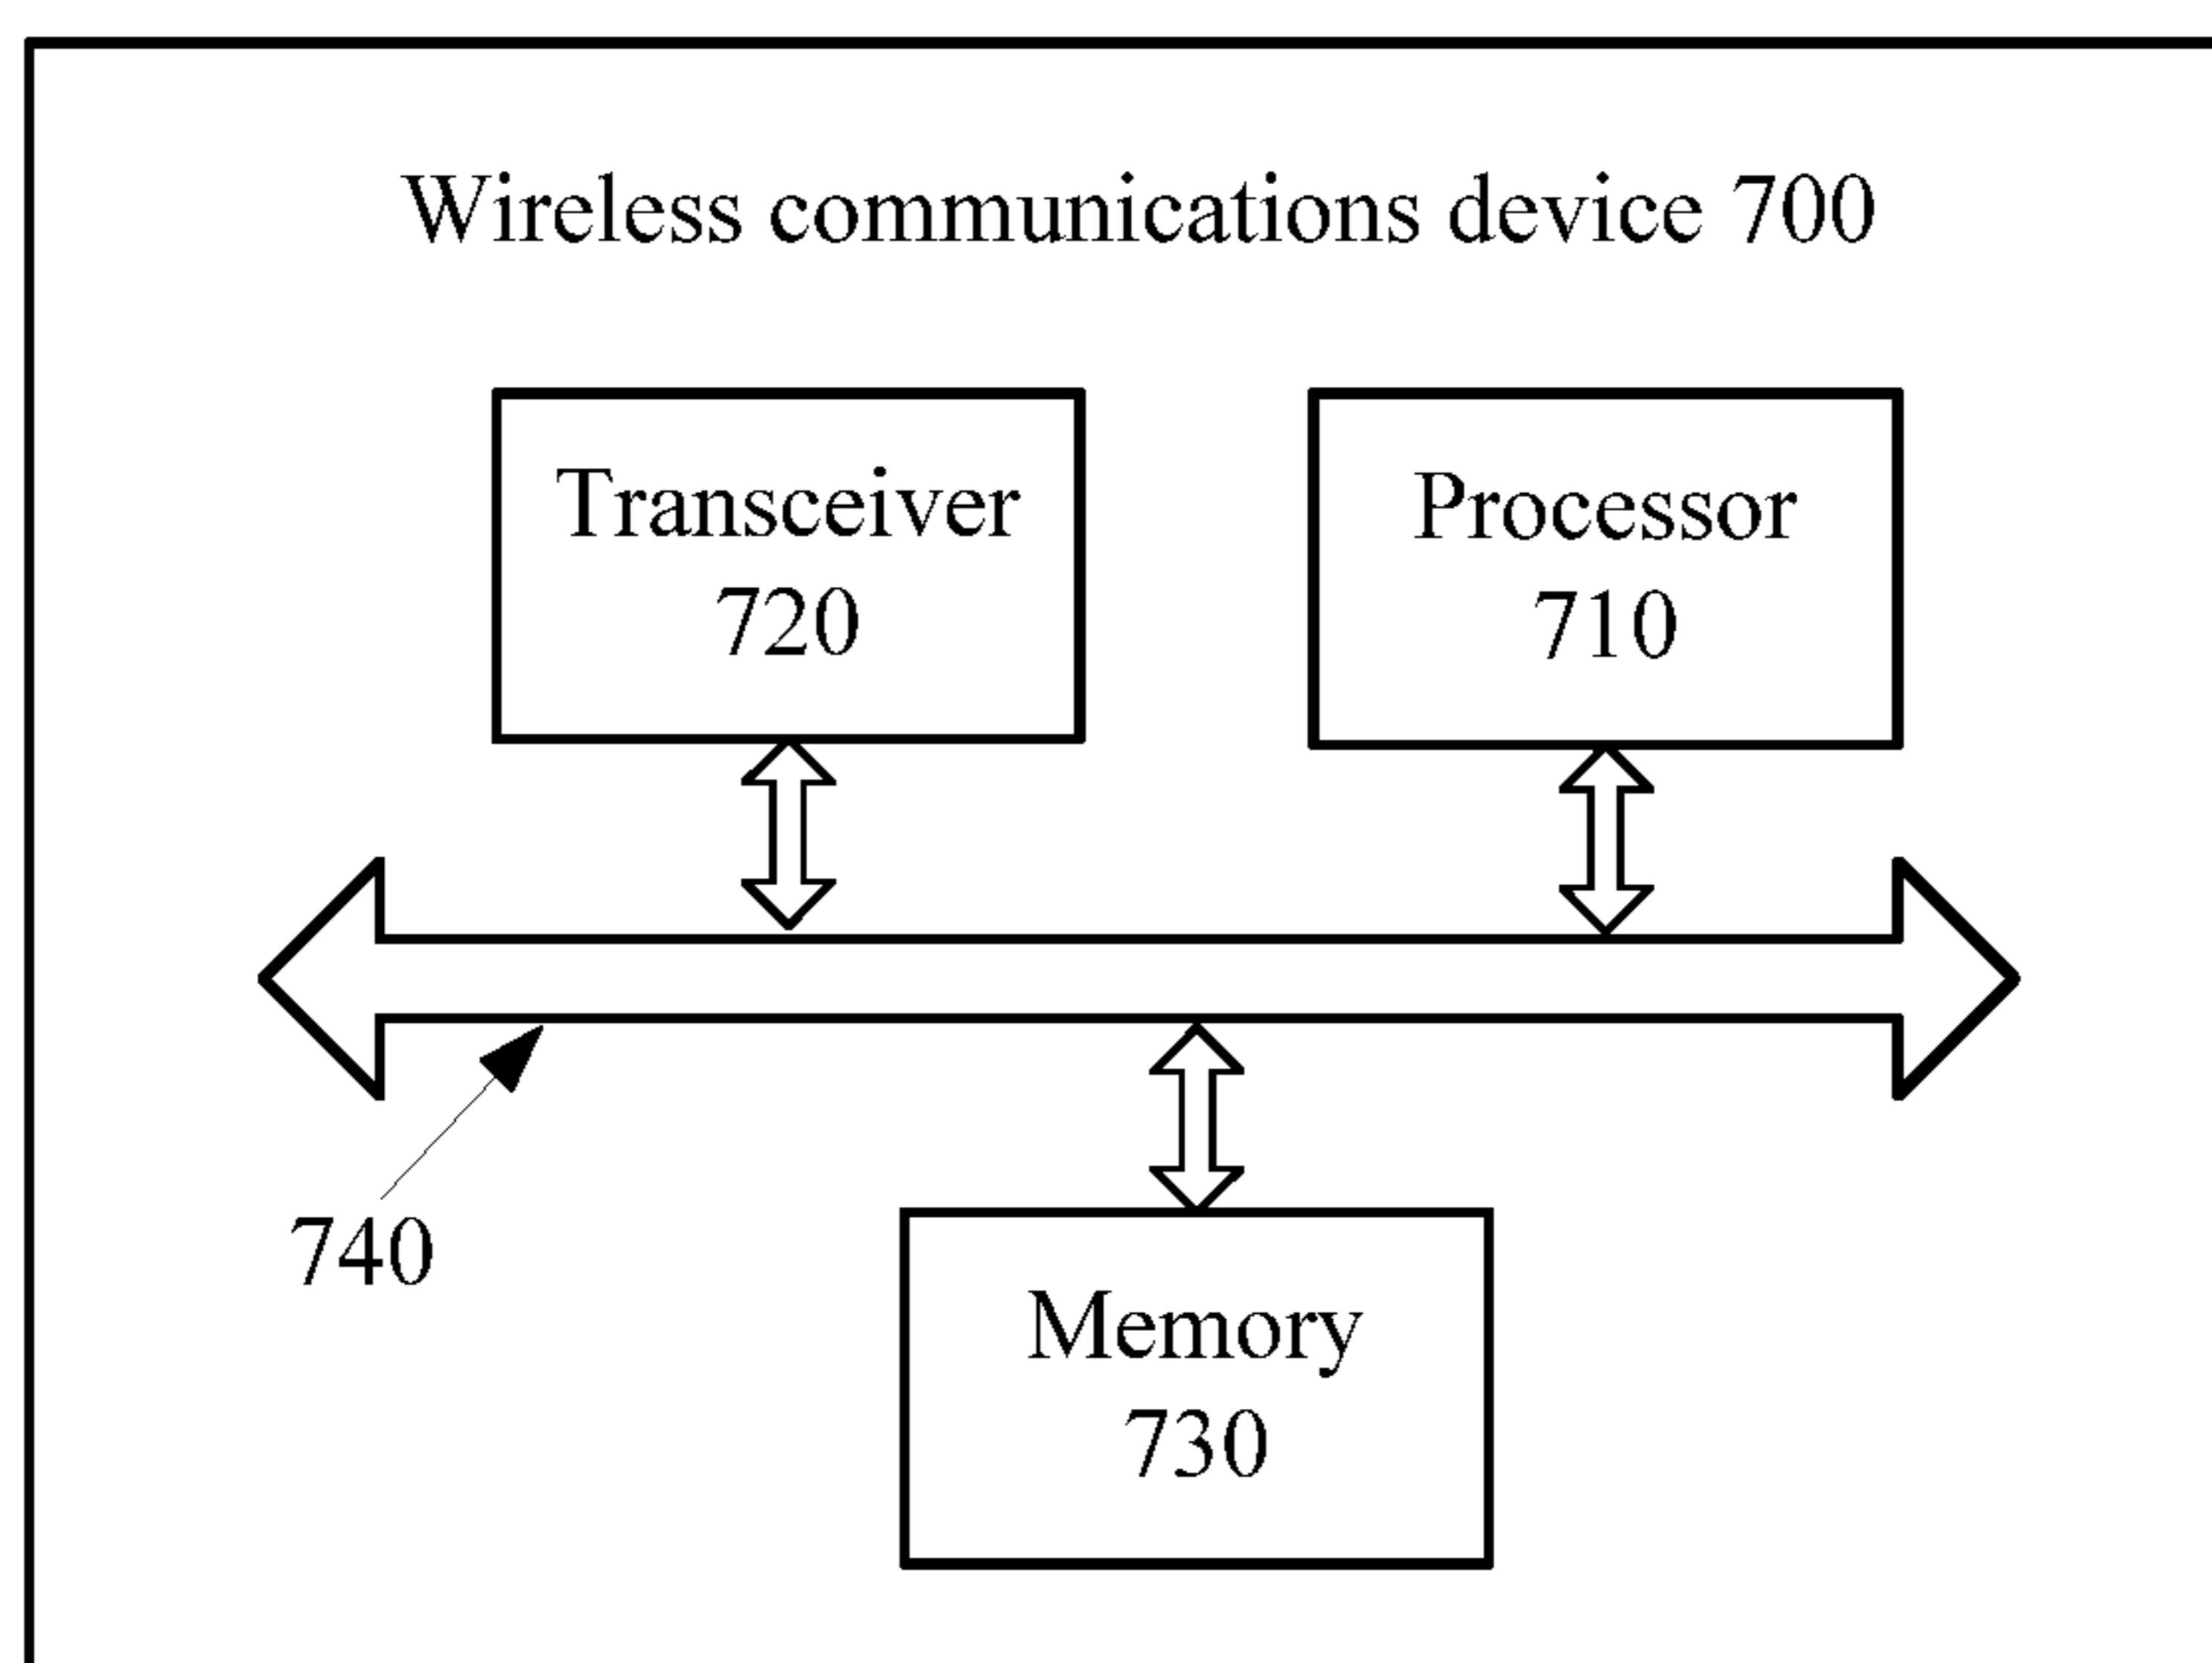 Wireless communications device 700
Transceiver
720
Processor
710
740
Memory
730